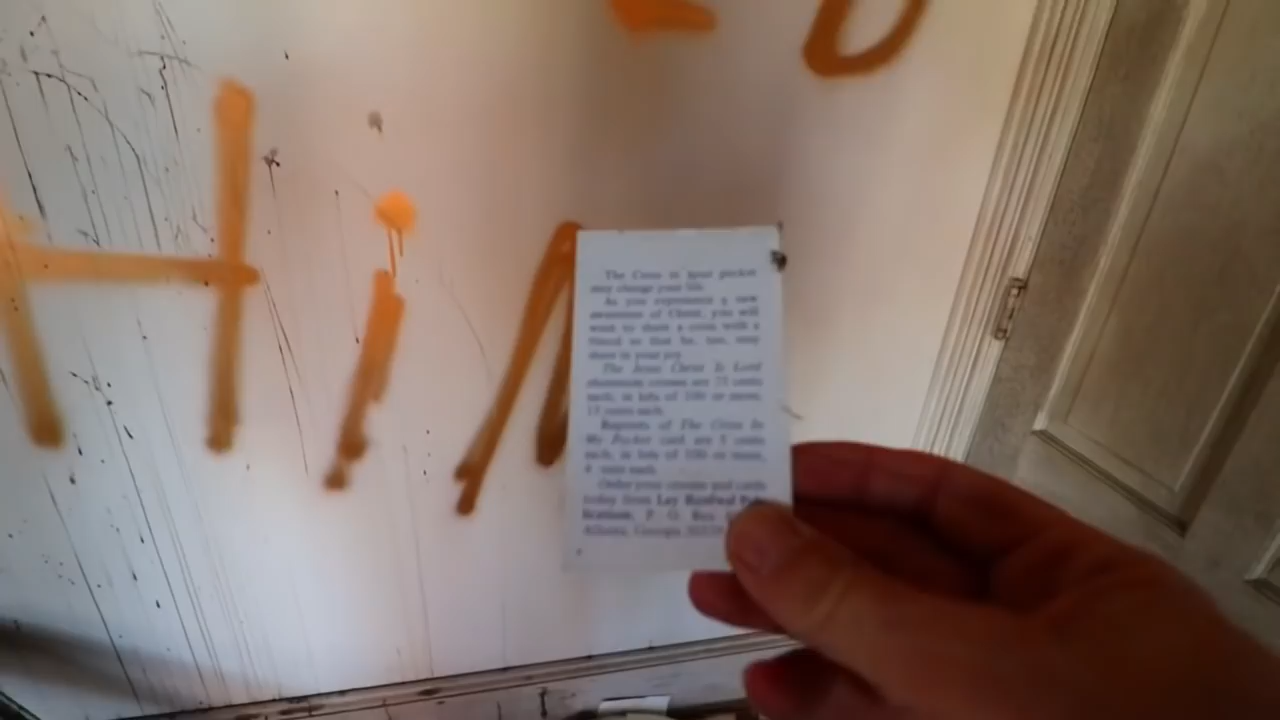 Hi
The Cross in your pocket
may change your life.
As you experience a new
awareness of Christ, you will
want to share a cross with a
friend so that he, too, may
share in your joy.
The Jesus Christ Is Lord
aluminum crosses are 25 cents
each, in lots of 100 or more,
15 cents each.
Reprints of The Cross In
My Pocket card are 5 cents
each, in lots of 100 or more,
4 cents each.
Order your crosses and cards
today from Lay Renewal Pub-
lications, P. O. Box
Atlanta, Georgia